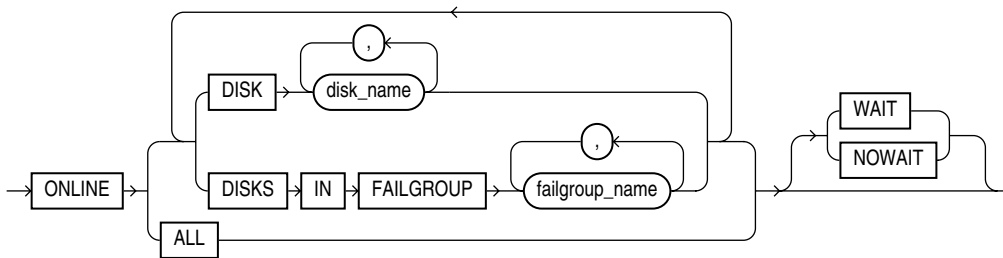 ,
DISK disk_name
WAIT
,
NOWAIT
ONLINE DISKS IN FAILGROUP failgroup_name
ALL